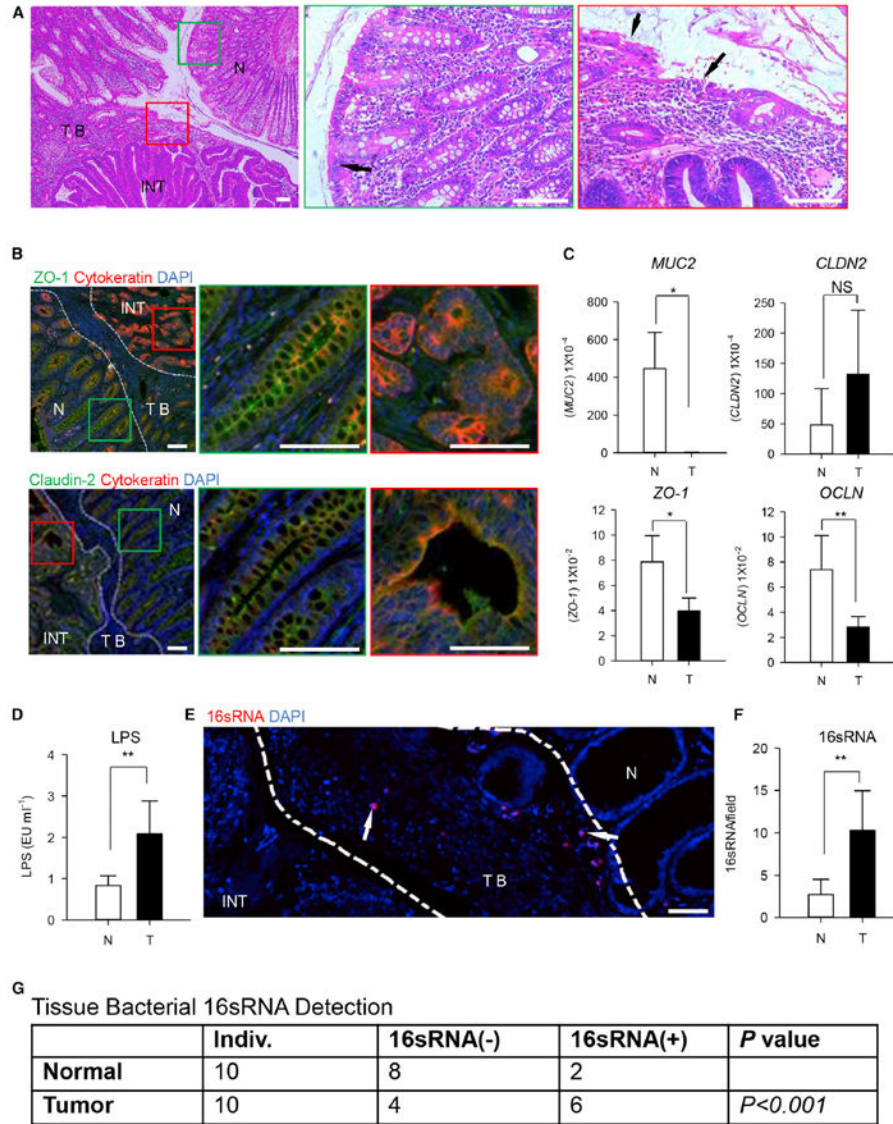 A
N
T B
INT
B
ZO-1 Cytokeratin DAPI
INT
N
T B
Claudin-2 Cytokeratin DAPI
N
INT
T B
C
MUC2
(MUC2) 1X10⁻⁴
800
600
400
200
0
*
N T
CLDN2
(CLDN2) 1X10⁻⁴
250
200
150
100
50
0
NS
N T
ZO-1
(ZO-1) 1X10⁻²
12
10
8
6
4
2
0
*
N T
OCLN
(OCLN) 1X10⁻²
12
10
8
6
4
2
0
**
N T
D
LPS
LPS (EU ml⁻¹)
4
3
2
1
0
**
N T
E
16sRNA DAPI
N
T B
INT
F
16sRNA
16sRNA/field
20
15
10
5
0
**
N T
G
Tissue Bacterial 16sRNA Detection
Indiv. 16sRNA(-) 16sRNA(+) P value
Normal 10 8 2
Tumor 10 4 6 P<0.001